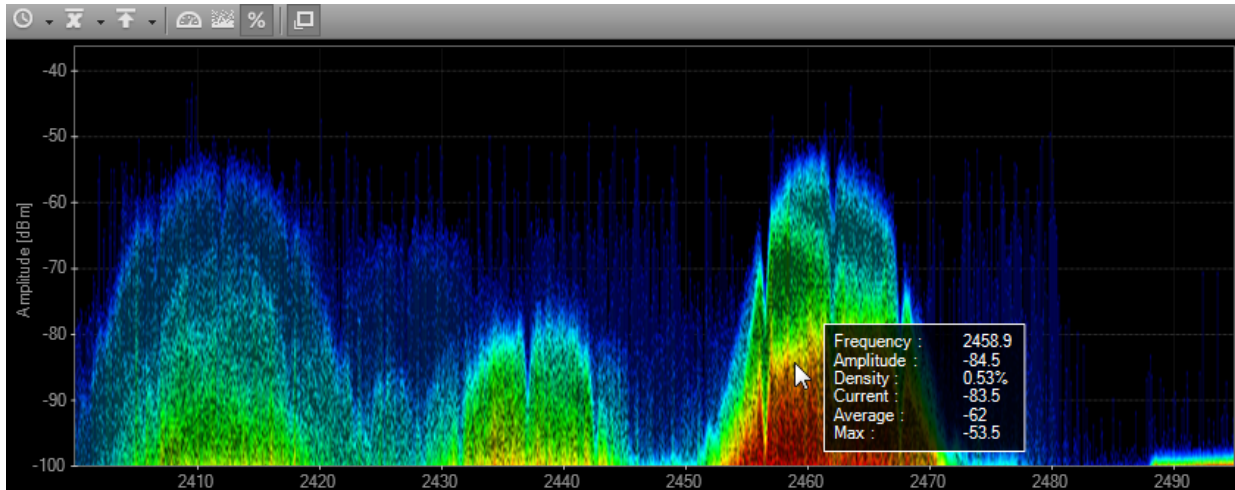 %
-40
-50
-60
-70
-80
-90
-100
Amplitude [dBm]
Frequency : 2458.9
Amplitude : -84.5
Density : 0.53%
Current : -83.5
Average : -62
Max : -53.5
2410 2420 2430 2440 2450 2460 2470 2480 2490